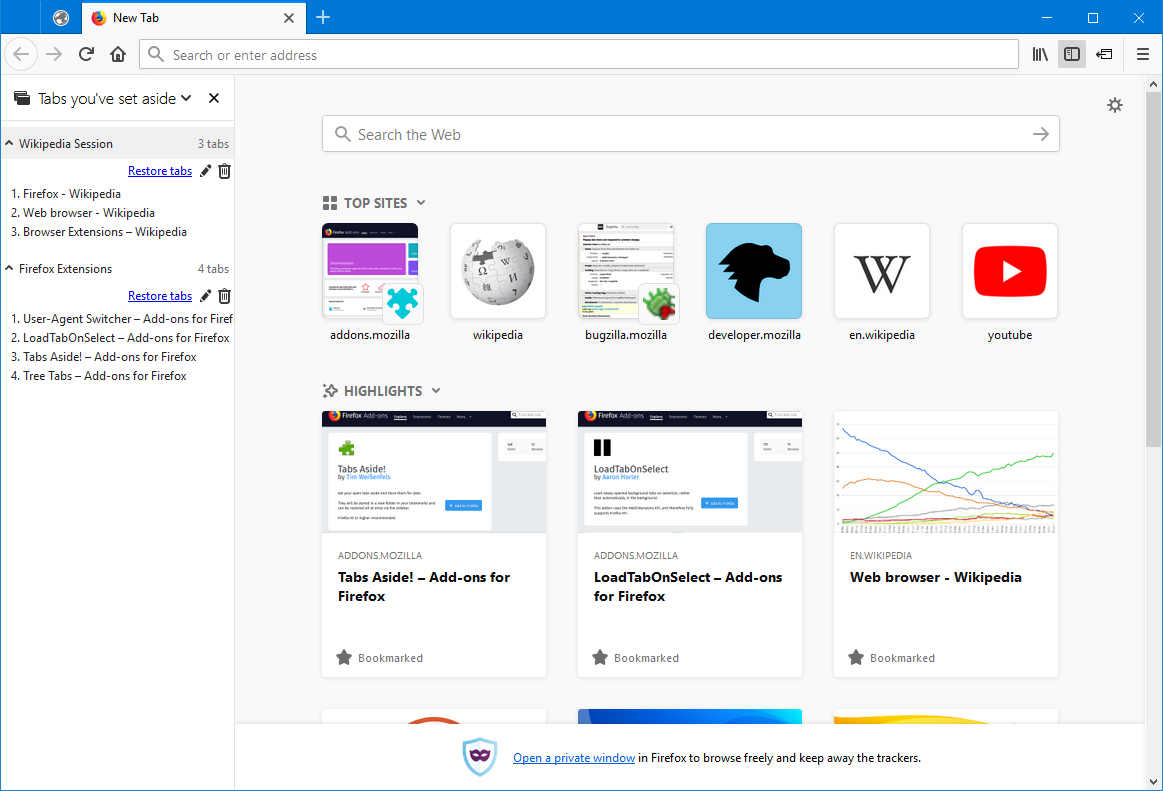 New Tab
Search or enter address
Tabs you've set aside
Wikipedia Session 3 tabs
Restore tabs
1. Firefox - Wikipedia
2. Web browser - Wikipedia
3. Browser Extensions – Wikipedia
Firefox Extensions 4 tabs
Restore tabs
1. User-Agent Switcher – Add-ons for Firef
2. LoadTabOnSelect – Add-ons for Firefox
3. Tabs Aside! – Add-ons for Firefox
4. Tree Tabs – Add-ons for Firefox
Search the Web
TOP SITES
W
addons.mozilla
wikipedia
bugzilla.mozilla
developer.mozilla
en.wikipedia
youtube
HIGHLIGHTS
Firefox Add-ons
Tabs Aside!
by Tim Weißenfels
Firefox Add-ons
LoadTabOnSelect
by Aaron Horler
ADDONS.MOZILLA
Tabs Aside! – Add-ons for
Firefox
Bookmarked
ADDONS.MOZILLA
LoadTabOnSelect – Add-ons
for Firefox
Bookmarked
EN.WIKIPEDIA
Web browser - Wikipedia
Bookmarked
Open a private window in Firefox to browse freely and keep away the trackers.